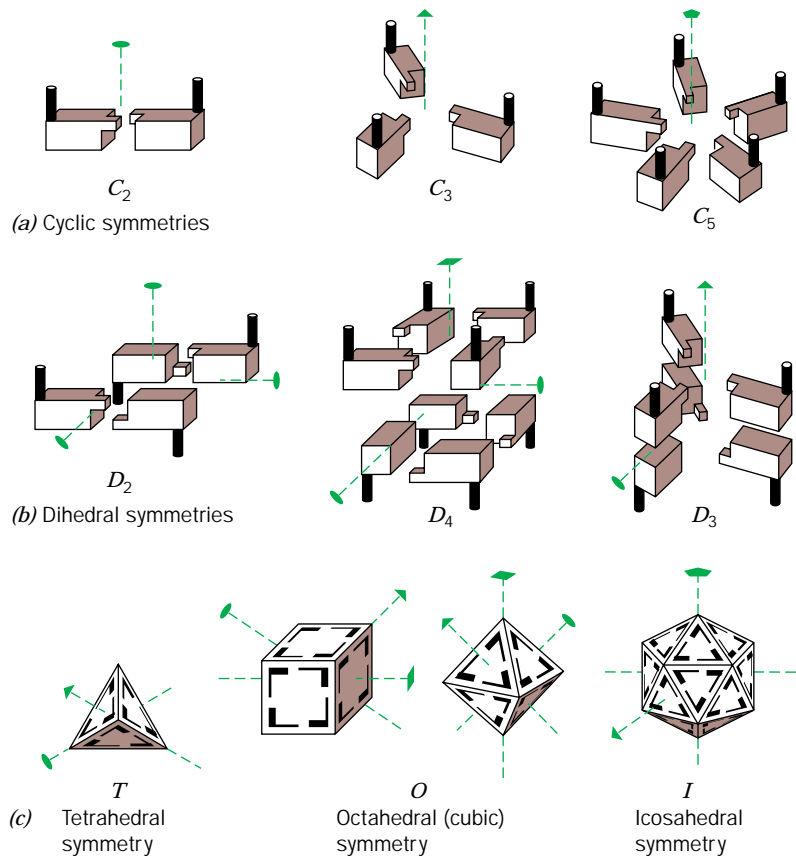 C2
C3
C5
(a) Cyclic symmetries
D2
D4
D3
(b) Dihedral symmetries
T
O
I
(c) Tetrahedral symmetry
Octahedral (cubic) symmetry
Icosahedral symmetry